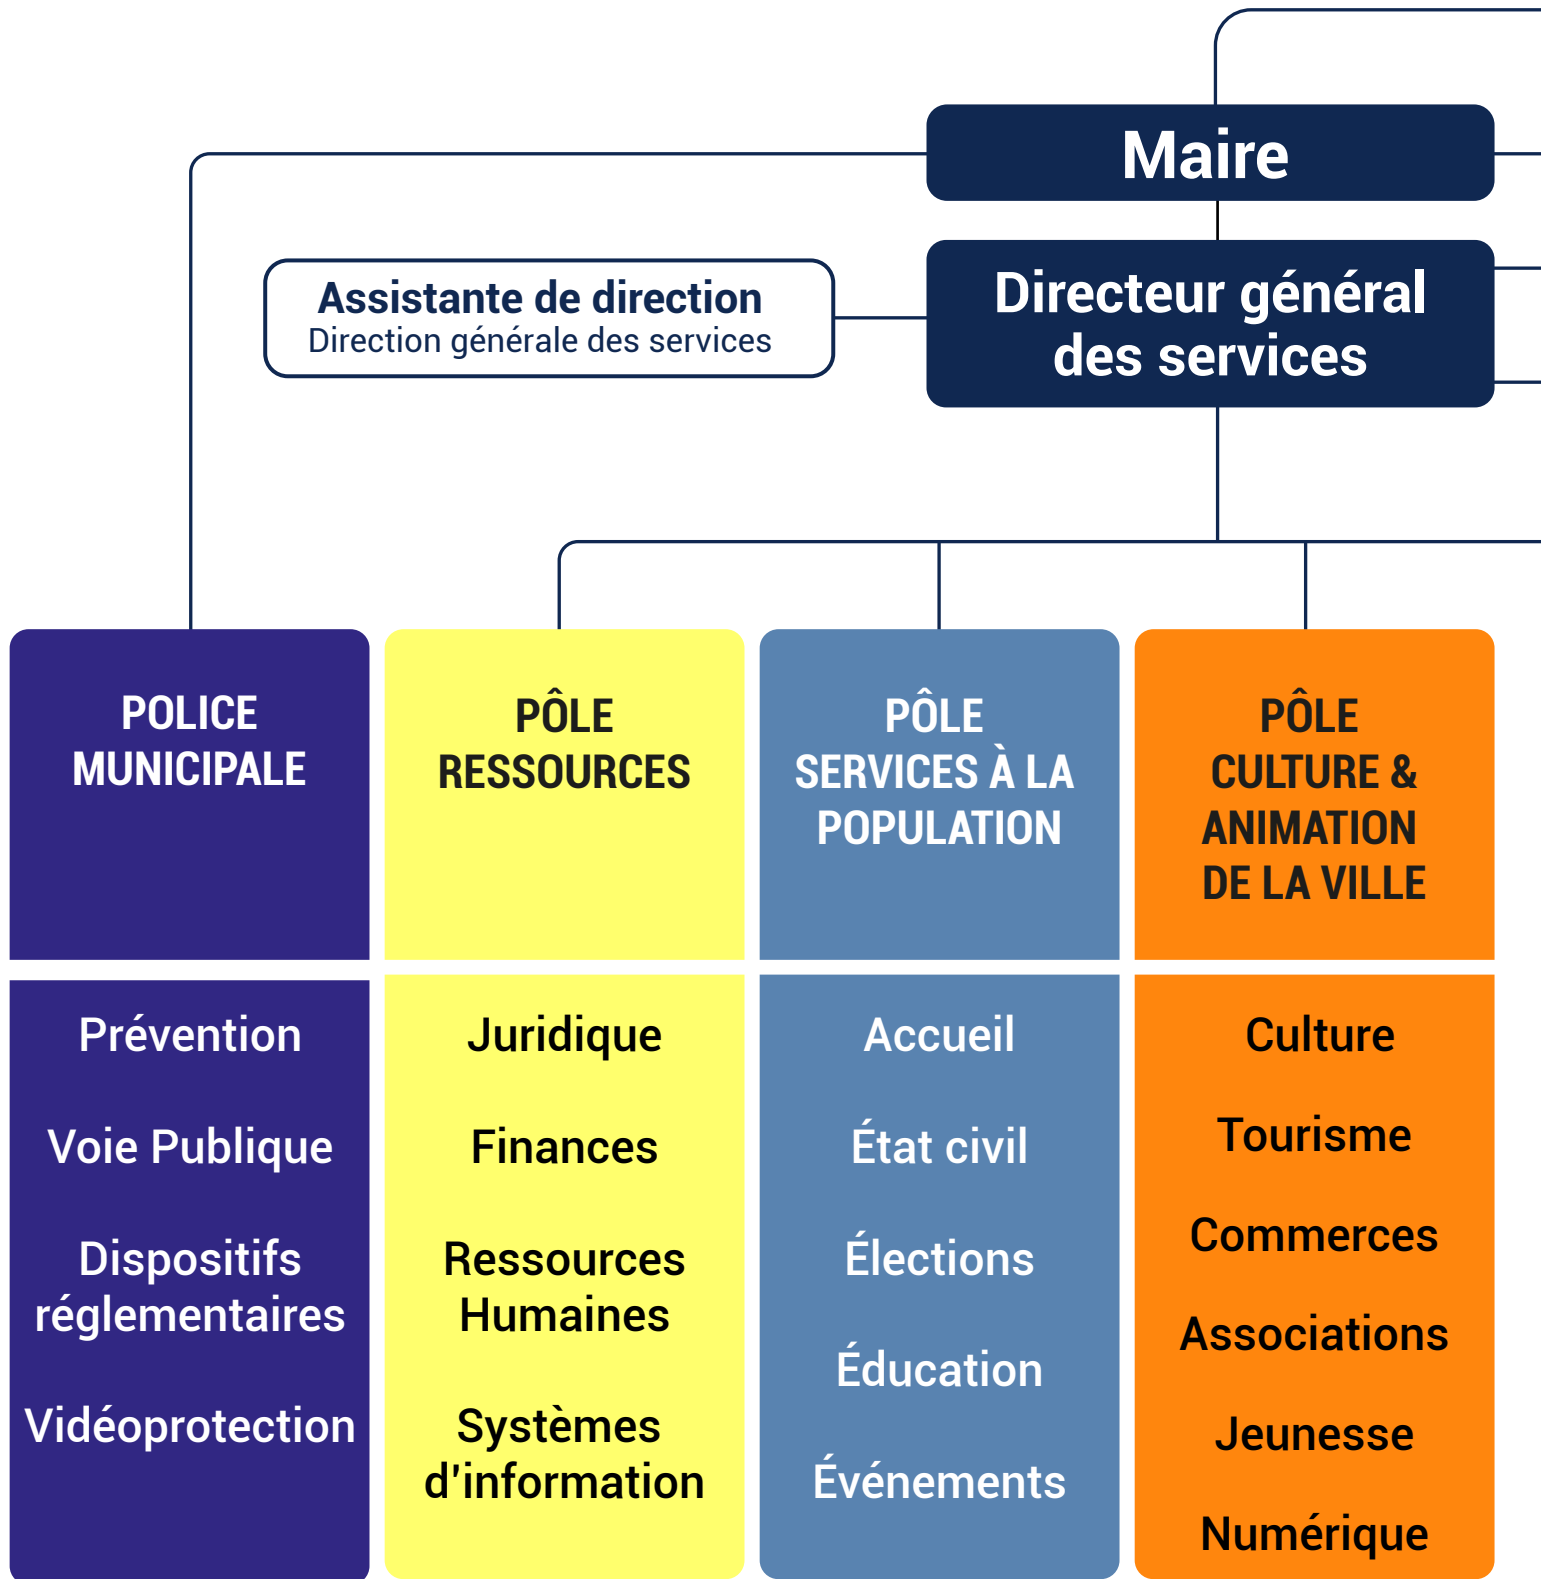 Maire
Assistante de direction
Direction générale des services
Directeur général
des services
POLICE
MUNICIPALE
Prévention
Voie Publique
Dispositifs
réglementaires
Vidéoprotection
PÔLE
RESSOURCES
Juridique
Finances
Ressources
Humaines
Systèmes
d'information
PÔLE
SERVICES À LA
POPULATION
Accueil
État civil
Élections
Éducation
Événements
PÔLE
CULTURE &
ANIMATION
DE LA VILLE
Culture
Tourisme
Commerces
Associations
Jeunesse
Numérique